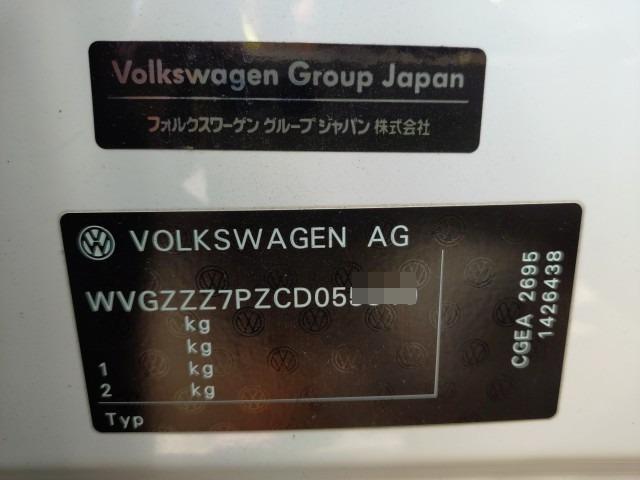 Volkswagen Group Japan
フォルクスワーゲン グループ ジャパン 株式会社
VOLKSWAGEN AG
WVGZZZ7PZCD05
kg
kg
1 kg
2 kg
Typ
CGEA 2695
1426438